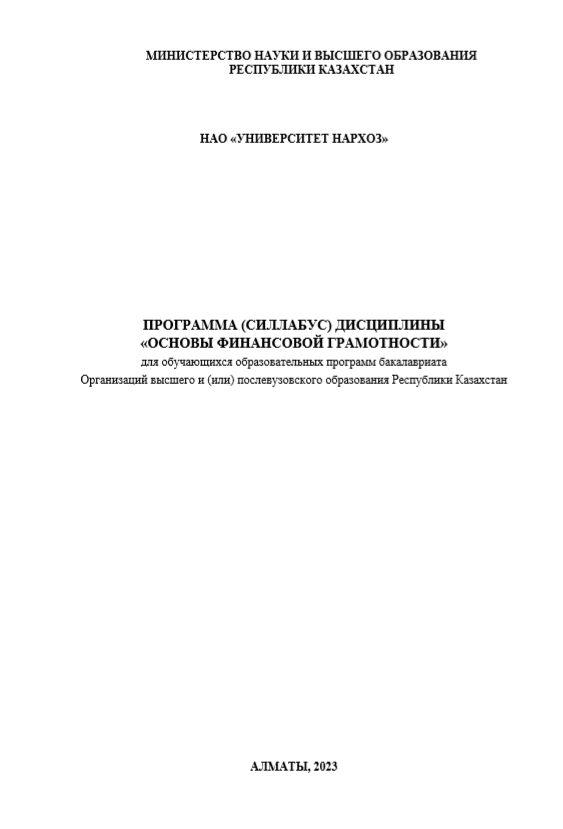 МИНИСТЕРСТВО НАУКИ И ВЫСШЕГО ОБРАЗОВАНИЯ
РЕСПУБЛИКИ КАЗАХСТАН
НАО «УНИВЕРСИТЕТ НАРХОЗ»
ПРОГРАММА (СИЛЛАБУС) ДИСЦИПЛИНЫ
«ОСНОВЫ ФИНАНСОВОЙ ГРАМОТНОСТИ»
для обучающихся образовательных программ бакалавриата
Организаций высшего и (или) послевузовского образования Республики Казахстан
АЛМАТЫ, 2023